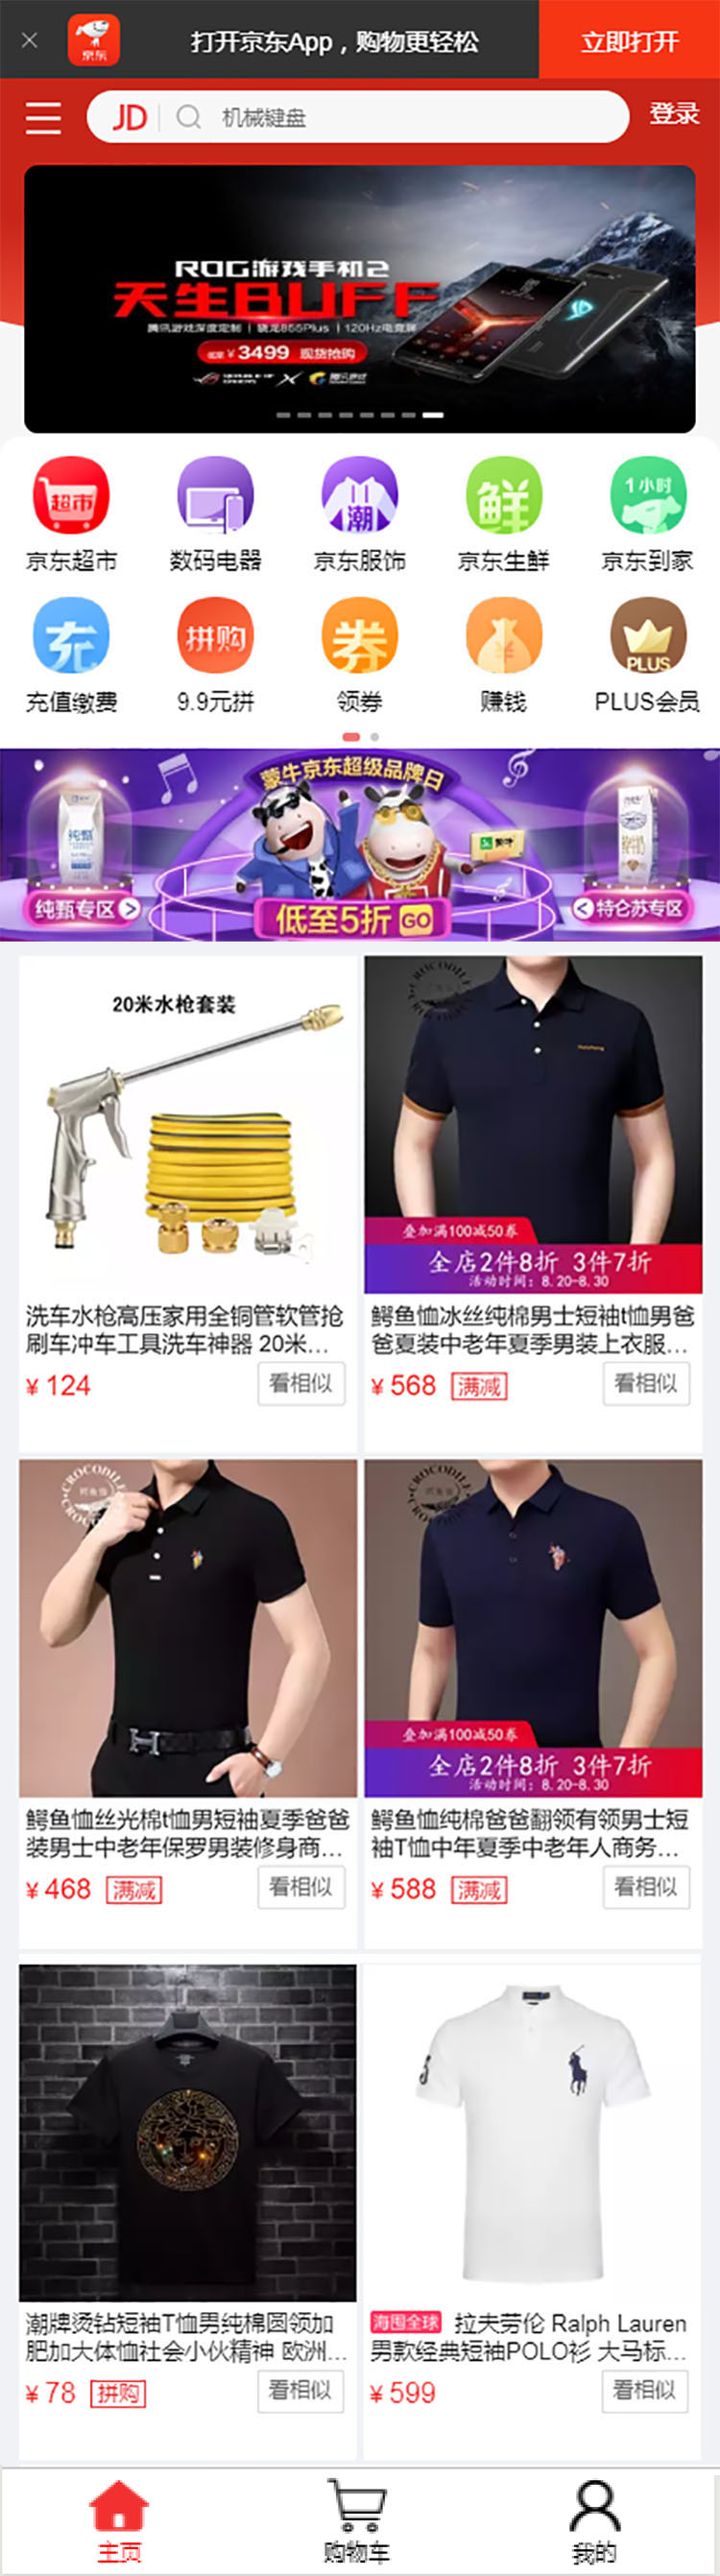 京东
打开京东App，购物更轻松
立即打开
JD
机械键盘
登录
ROG游戏手机2
天生BUFF
腾讯游戏深度定制 | 骁龙855Plus | 120Hz电竞屏
低至¥3499 现货抢购
REPUBLIC OF GAMERS
腾讯游戏
超市
潮
鲜
1小时
京东超市
数码电器
京东服饰
京东生鲜
京东到家
充
拼购
券
¥
PLUS
充值缴费
9.9元拼
领券
赚钱
PLUS会员
蒙牛京东超级品牌日
纯甄
蒙牛
纯甄专区
低至5折 GO
特仑苏专区
20米水枪套装
CROCODILE
叠加满100减50券
全店2件8折 3件7折
活动时间：8.20-8.30
洗车水枪高压家用全铜管软管抢
刷车冲车工具洗车神器 20米...
¥ 124
看相似
鳄鱼恤冰丝纯棉男士短袖t恤男爸
爸夏装中老年夏季男装上衣服...
¥ 568
满减
看相似
CROCODILE
鳄鱼恤
CROCODILE
叠加满100减50券
全店2件8折 3件7折
活动时间：8.20-8.30
鳄鱼恤丝光棉t恤男短袖夏季爸爸
装男士中老年保罗男装修身商...
¥ 468
满减
看相似
鳄鱼恤纯棉爸爸翻领有领男士短
袖T恤中年夏季中老年人商务...
¥ 588
满减
看相似
潮牌烫钻短袖T恤男纯棉圆领加
肥加大体恤社会小伙精神 欧洲...
¥ 78
拼购
看相似
海囤全球 拉夫劳伦 Ralph Lauren
男款经典短袖POLO衫 大马标...
¥ 599
看相似
主页
购物车
我的